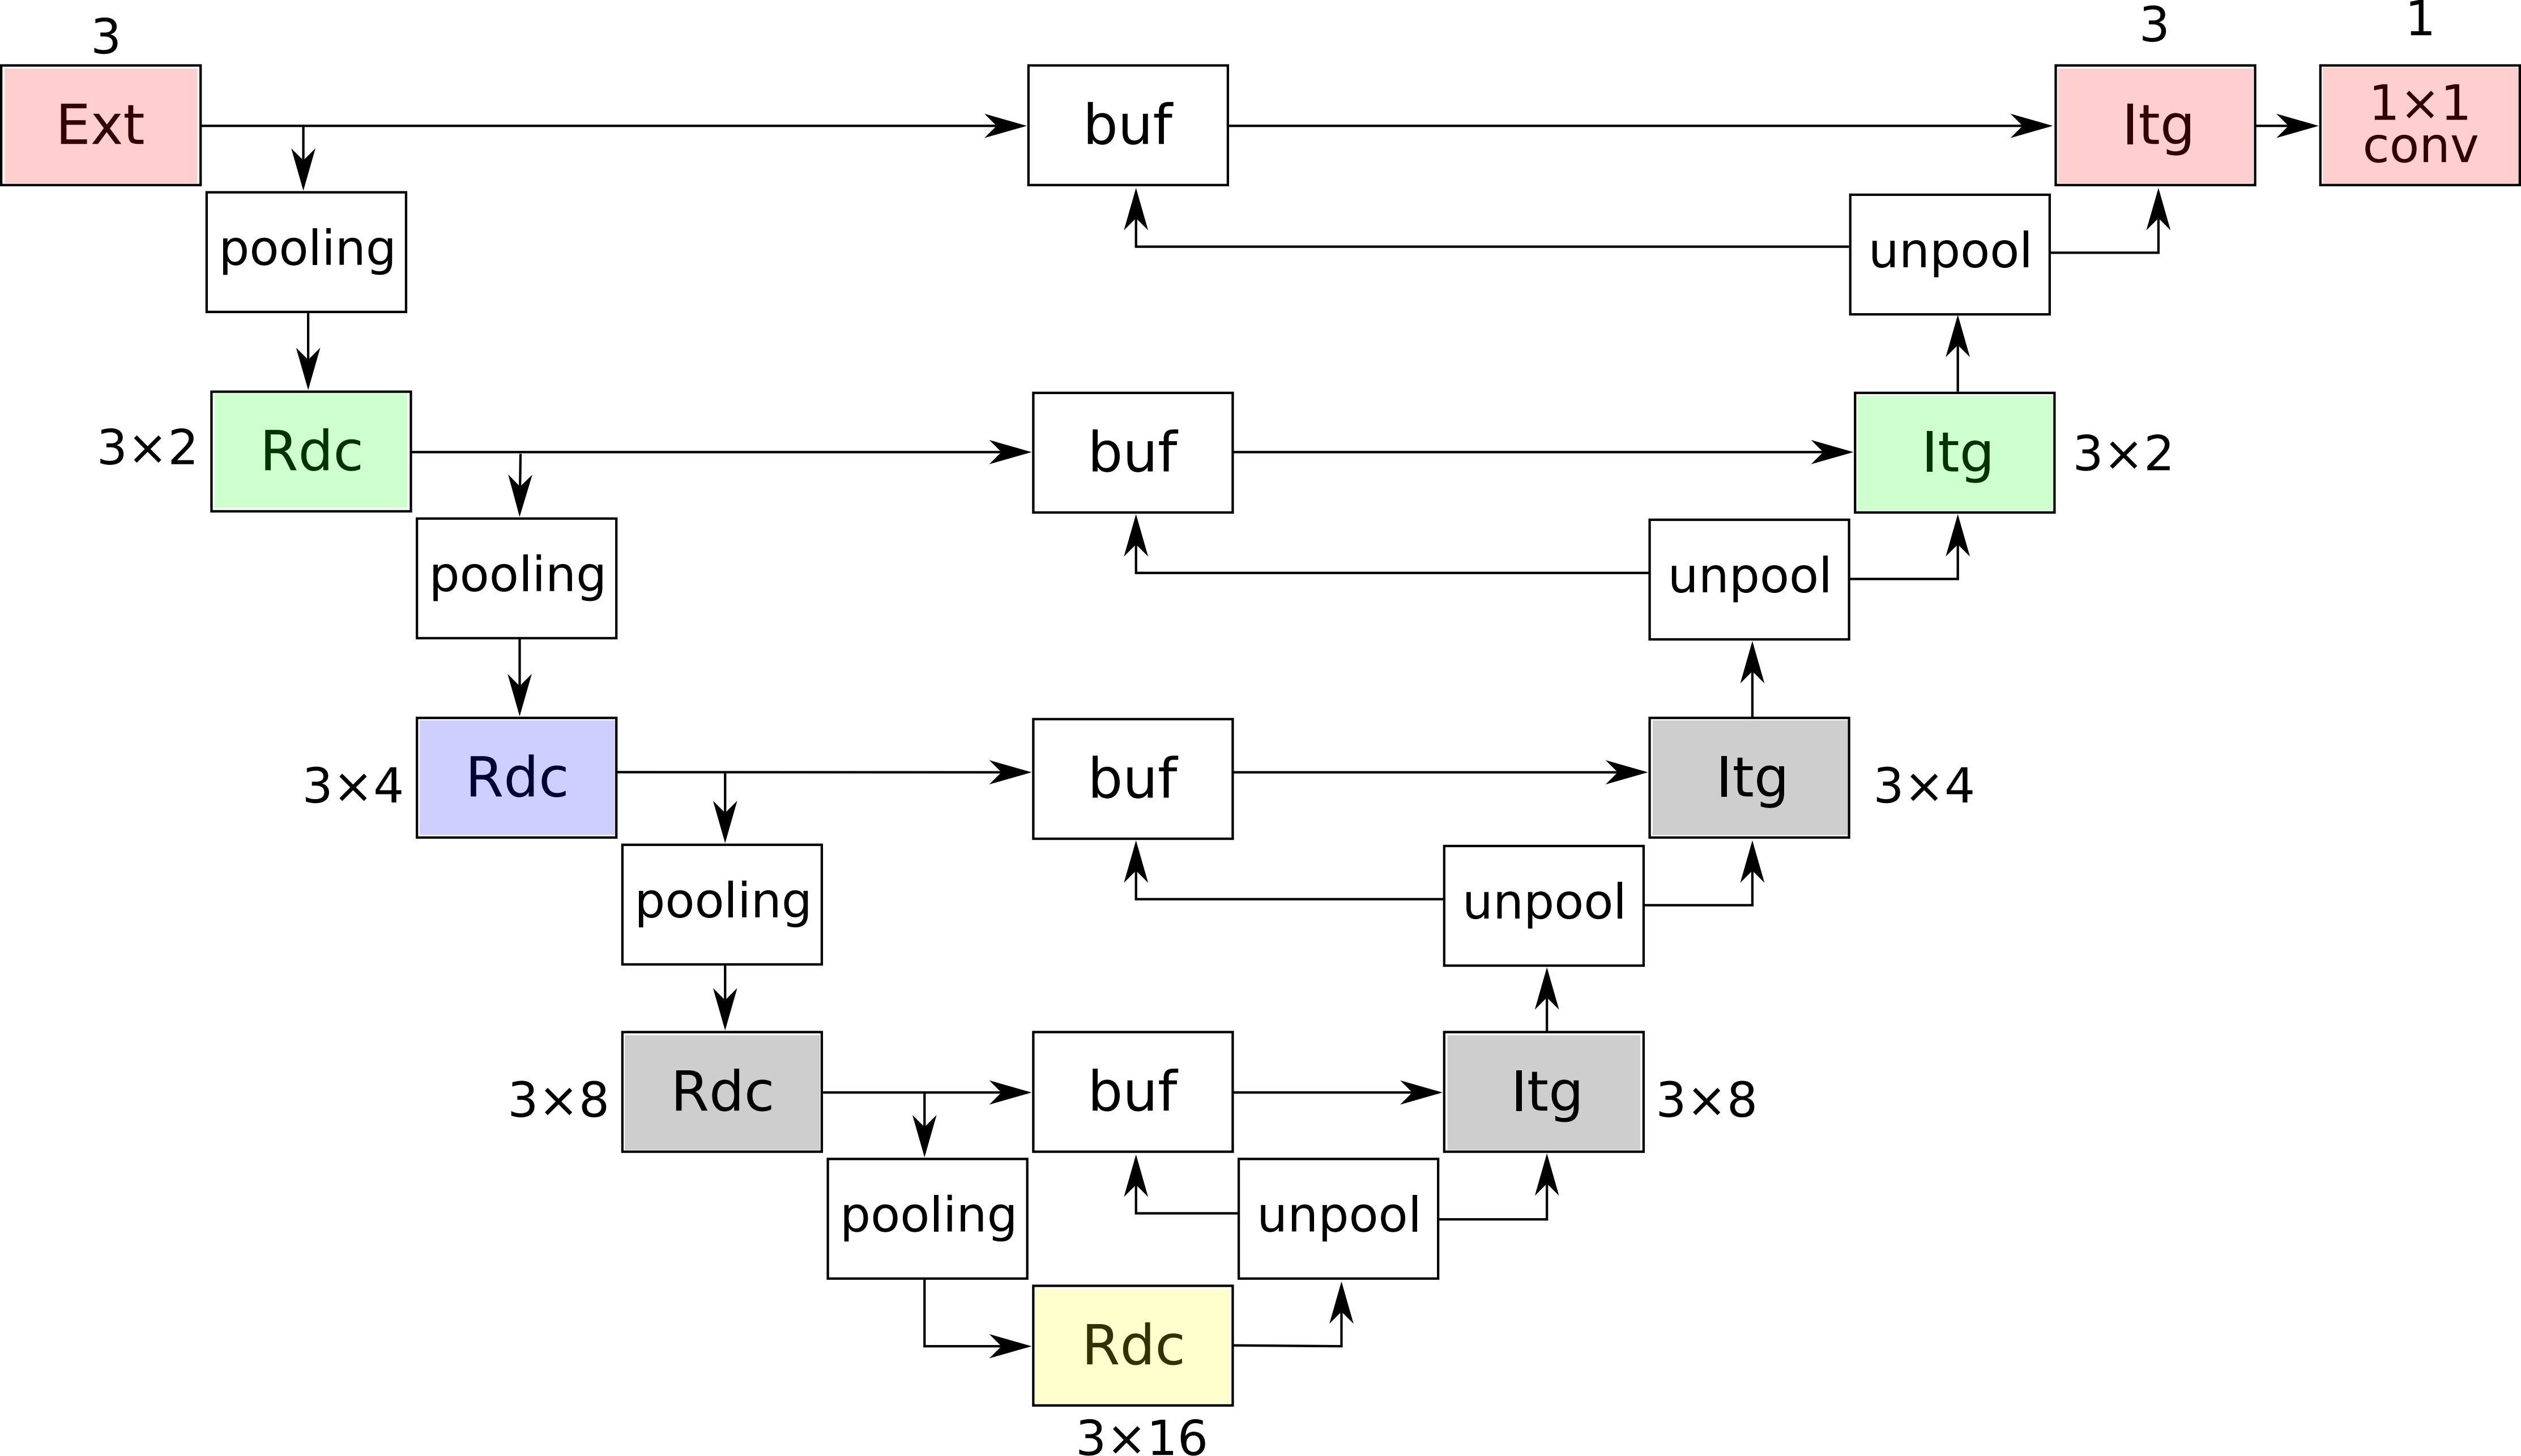 3
3
1
Ext
buf
Itg
1×1
conv
pooling
unpool
3×2
Rdc
buf
Itg
3×2
pooling
unpool
3×4
Rdc
buf
Itg
3×4
pooling
unpool
3×8
Rdc
buf
Itg
3×8
pooling
unpool
Rdc
3×16